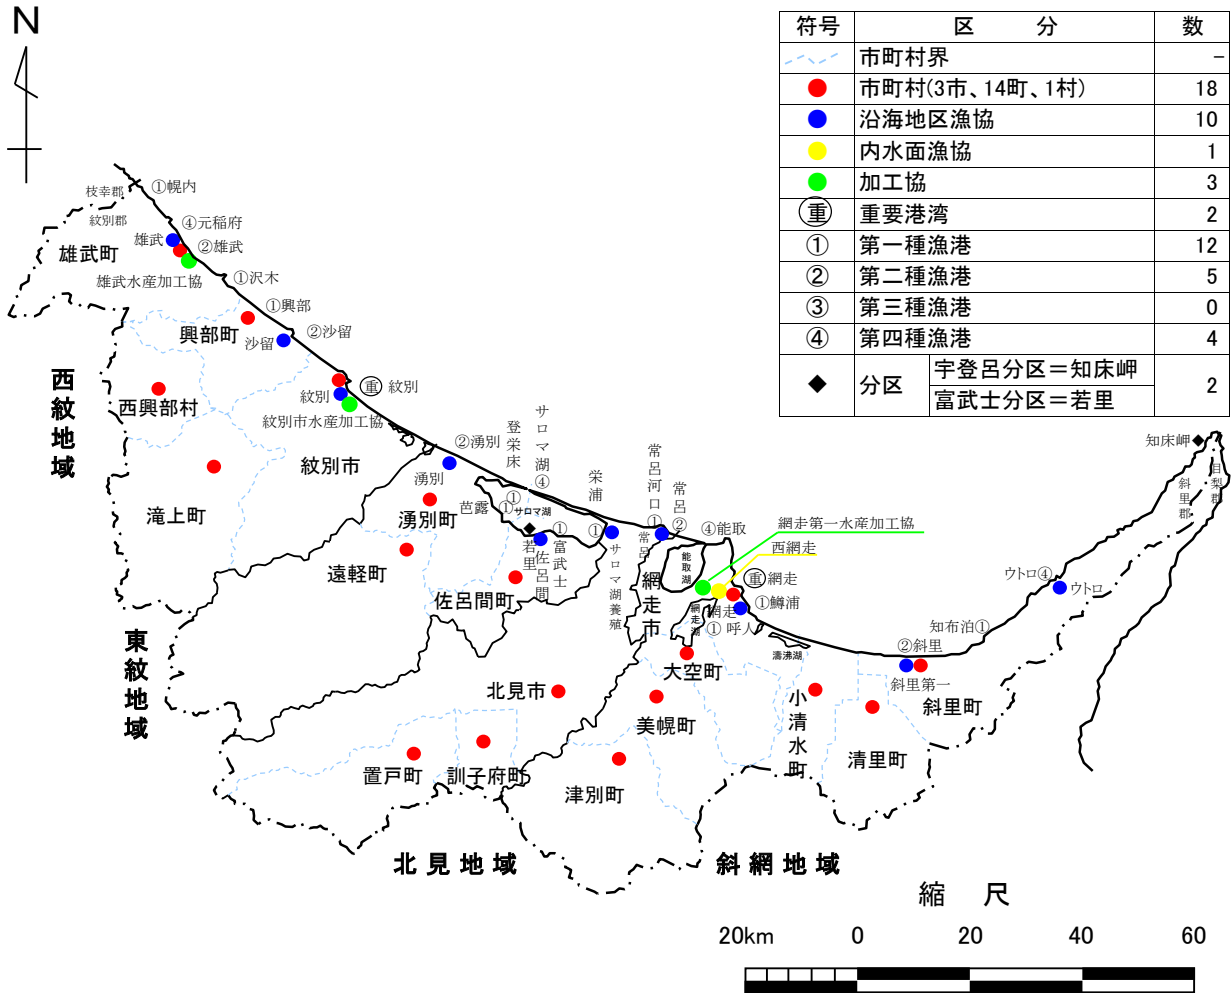 N
符号 区 分 数
市町村界 -
市町村(3市、14町、1村) 18
沿海地区漁協 10
内水面漁協 1
加工協 3
重 重要港湾 2
① 第一種漁港 12
② 第二種漁港 5
③ 第三種漁港 0
④ 第四種漁港 4
分区 宇登呂分区＝知床岬 2
富武士分区＝若里
枝幸郡
①幌内
紋別郡
④元稲府
雄武
②雄武
雄武町
雄武水産加工協
①沢木
①興部
興部町
沙留
②沙留
西紋地域
西興部村
重 紋別
紋別
紋別市水産加工協
紋別市
滝上町
②湧別
湧別
湧別町
登栄床
①
サロマ湖
④
芭露 ①
サロマ湖
若里
佐呂間
①
富武士
栄浦
①
サロマ湖養殖
常呂河口
①
常呂
②
常呂
④能取
能取湖
網走第一水産加工協
西網走
重 網走
網走
①鱒浦
網走湖
①呼人
網走市
遠軽町
佐呂間町
東紋地域
濤沸湖
大空町
北見市
美幌町
小清水町
清里町
斜里町
②斜里
斜里第一
知布泊①
ウトロ④
ウトロ
知床岬
斜里郡
目梨郡
置戸町
訓子府町
津別町
北見地域
斜網地域
縮 尺
20km 0 20 40 60